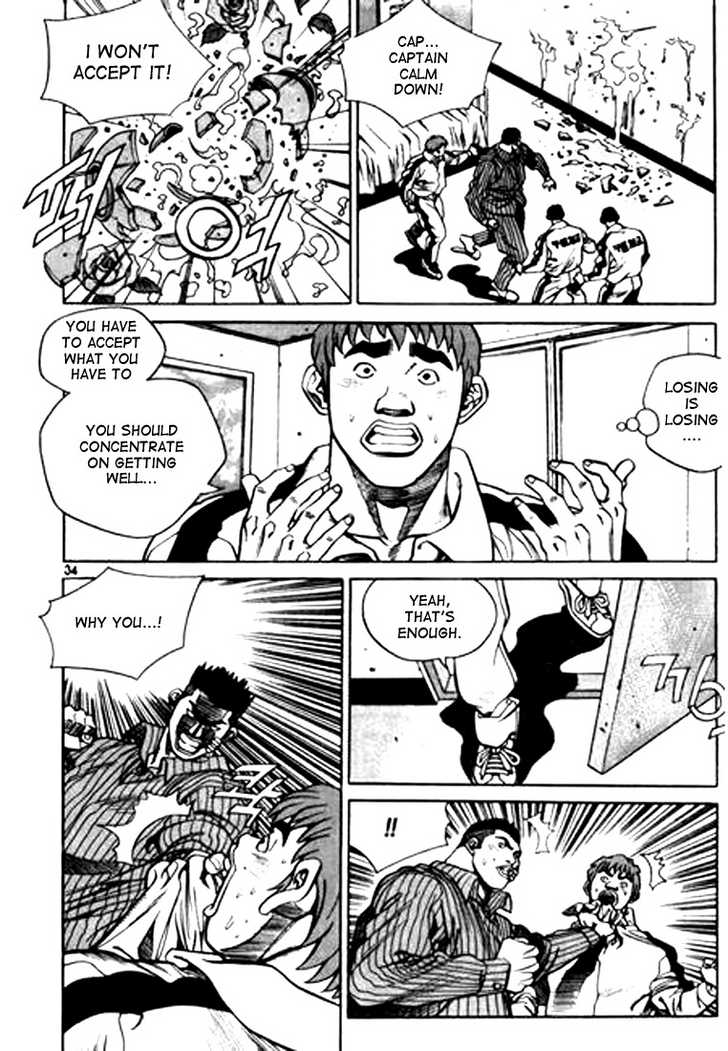 I WON'T
ACCEPT IT!
CAP...
CAPTAIN
CALM
DOWN!
YOU HAVE
TO ACCEPT
WHAT YOU
HAVE TO
YOU SHOULD
CONCENTRATE
ON GETTING
WELL...
LOSING
IS
LOSING
....
34
WHY YOU...!
YEAH,
THAT'S
ENOUGH.
!!